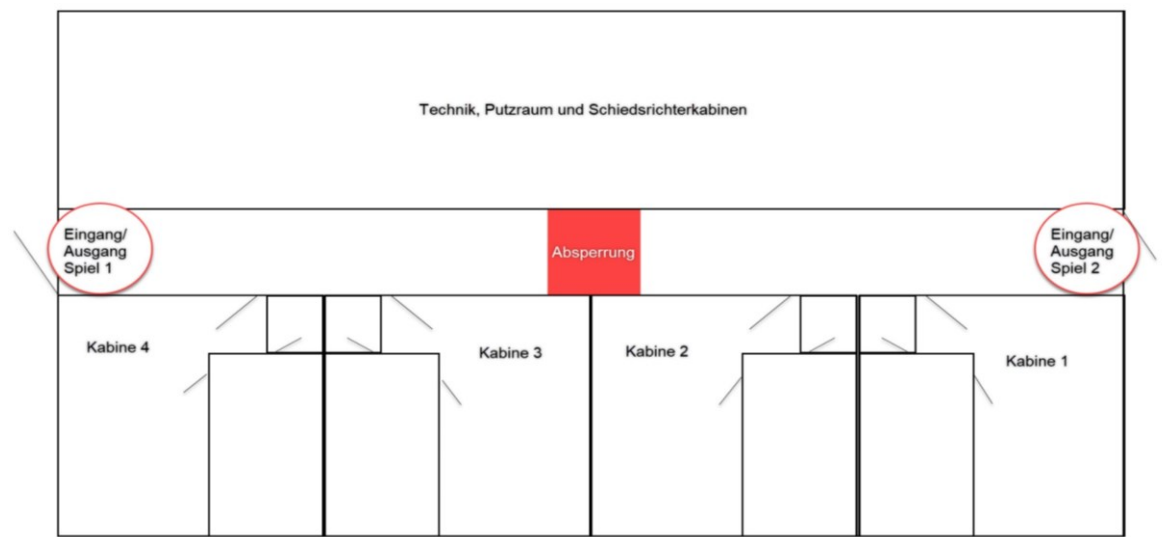 Technik, Putzraum und Schiedsrichterkabinen
Eingang/
Ausgang
Spiel 1
Absperrung
Eingang/
Ausgang
Spiel 2
Kabine 4
Kabine 3
Kabine 2
Kabine 1